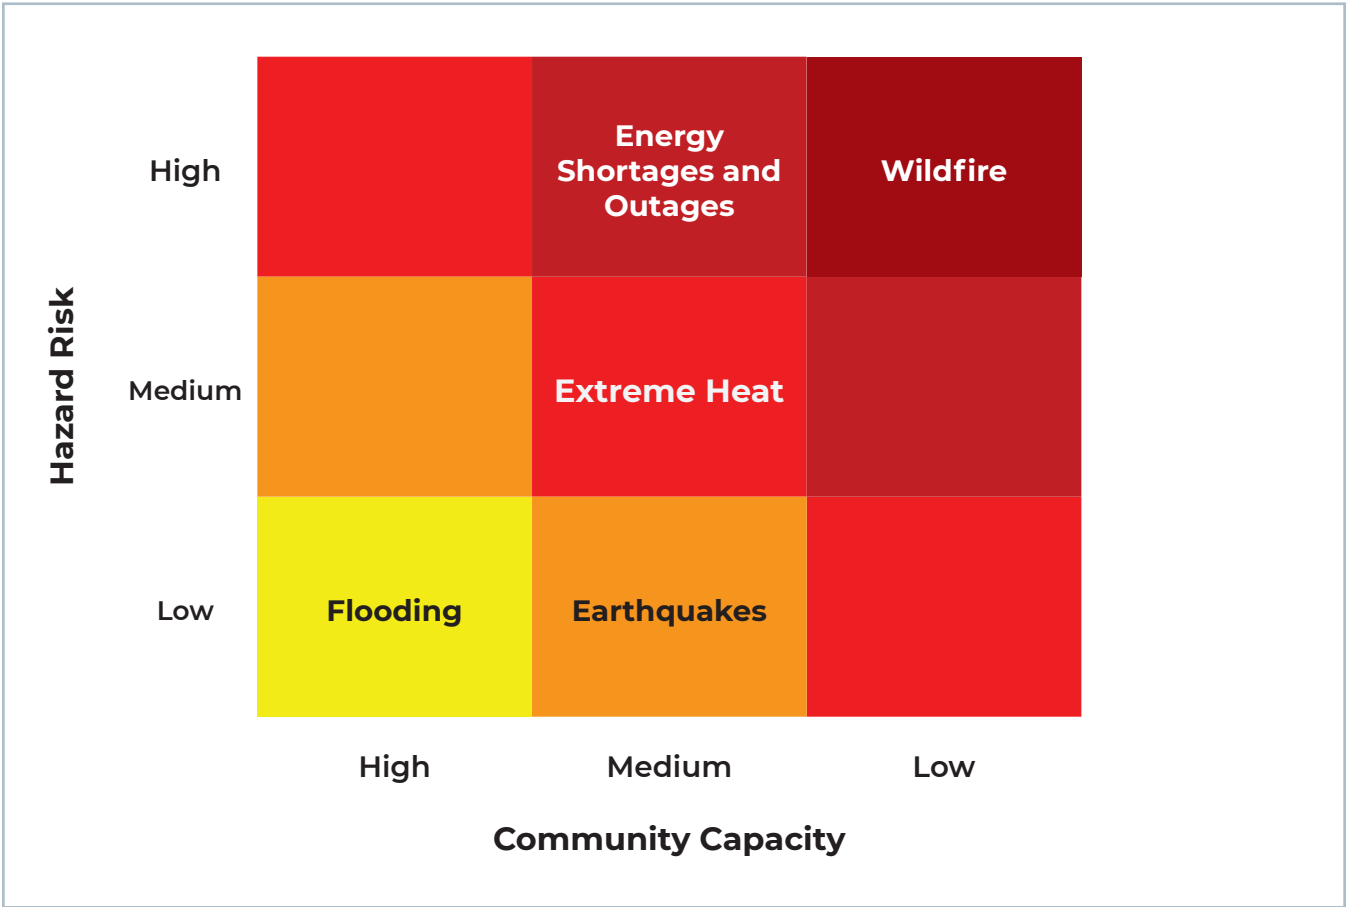 High
Energy
Shortages and
Outages
Wildfire
Hazard Risk
Medium
Extreme Heat
Low
Flooding
Earthquakes
High
Medium
Low
Community Capacity